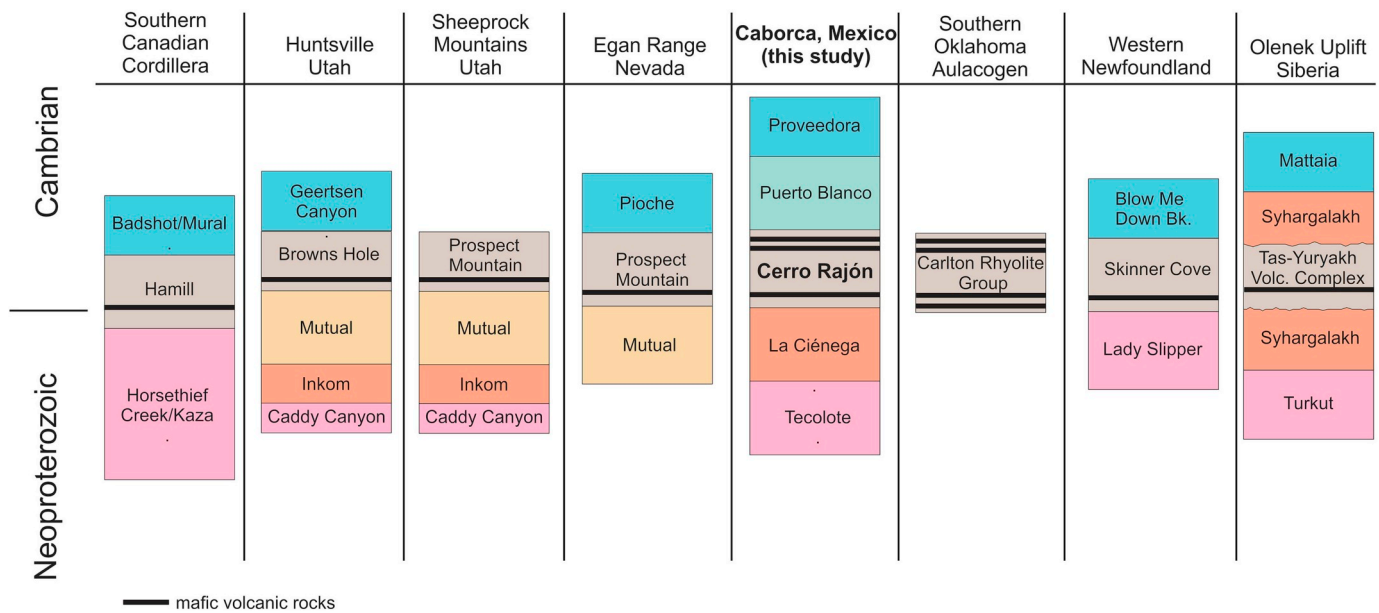 Southern
Canadian
Cordillera
Huntsville
Utah
Sheeprock
Mountains
Utah
Egan Range
Nevada
Caborca, Mexico
(this study)
Southern
Oklahoma
Aulacogen
Western
Newfoundland
Olenek Uplift
Siberia
Cambrian
Neoproterozoic
Badshot/Mural
Hamill
Horsethief
Creek/Kaza
Geertsen
Canyon
Browns Hole
Mutual
Inkom
Caddy Canyon
Prospect
Mountain
Mutual
Inkom
Caddy Canyon
Pioche
Prospect
Mountain
Mutual
Proveedora
Puerto Blanco
Cerro Rajón
La Ciénega
Tecolote
Carlton Rhyolite
Group
Blow Me
Down Bk.
Skinner Cove
Lady Slipper
Mattaia
Syhargalakh
Tas-Yuryakh
Volc. Complex
Syhargalakh
Turkut
mafic volcanic rocks